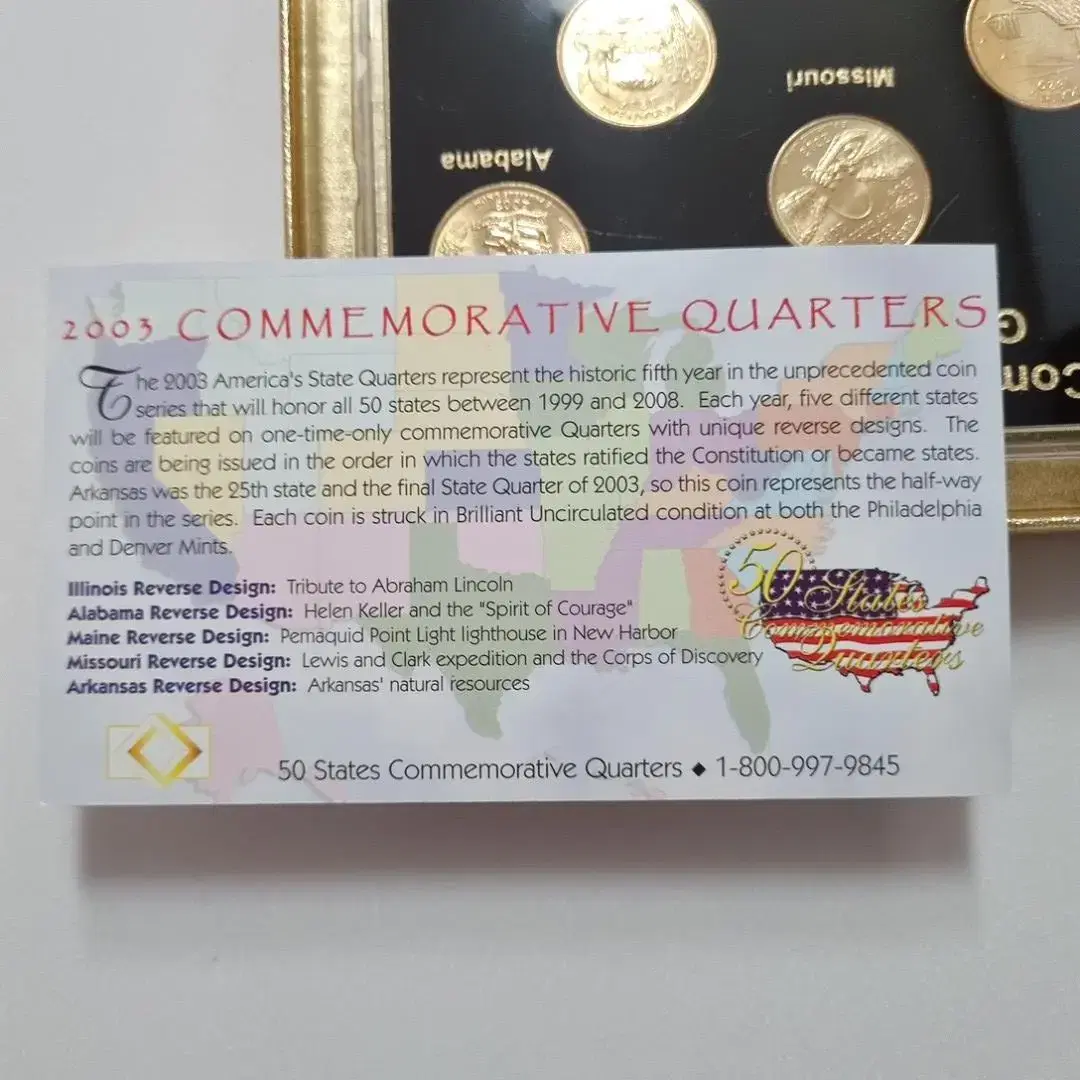 Missouri
Alabama
2003 COMMEMORATIVE QUARTERS
The 2003 America's State Quarters represent the historic fifth year in the unprecedented coin
series that will honor all 50 states between 1999 and 2008. Each year, five different states
will be featured on one-time-only commemorative Quarters with unique reverse designs. The
coins are being issued in the order in which the states ratified the Constitution or became states.
Arkansas was the 25th state and the final State Quarter of 2003, so this coin represents the half-way
point in the series. Each coin is struck in Brilliant Uncirculated condition at both the Philadelphia
and Denver Mints.
Illinois Reverse Design: Tribute to Abraham Lincoln
Alabama Reverse Design: Helen Keller and the "Spirit of Courage"
Maine Reverse Design: Pemaquid Point Light lighthouse in New Harbor
Missouri Reverse Design: Lewis and Clark expedition and the Corps of Discovery
Arkansas Reverse Design: Arkansas' natural resources
50 States
Commemorative
Quarters
50 States Commemorative Quarters ◆ 1-800-997-9845